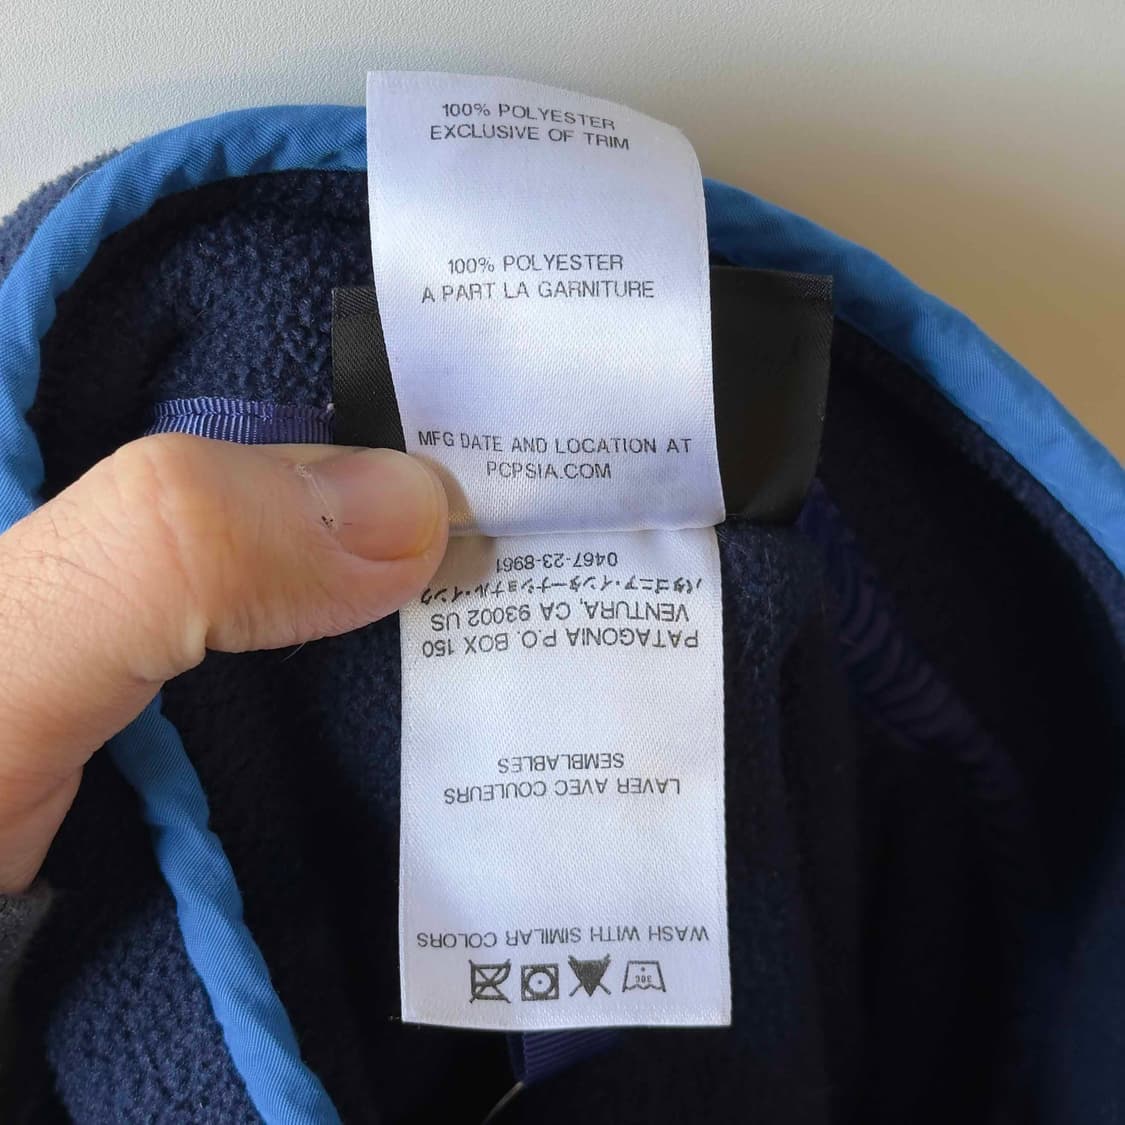 100% POLYESTER
EXCLUSIVE OF TRIM
100% POLYESTER
A PART LA GARNITURE
MFG DATE AND LOCATION AT
PCPSIA.COM
WASH WITH SIMILAR COLORS
LAVER AVEC COULEURS
SEMBLABLES
PATAGONIA P.O. BOX 150
VENTURA, CA 93002 US
パタゴニア・インターナショナル・インク
0467-23-8961